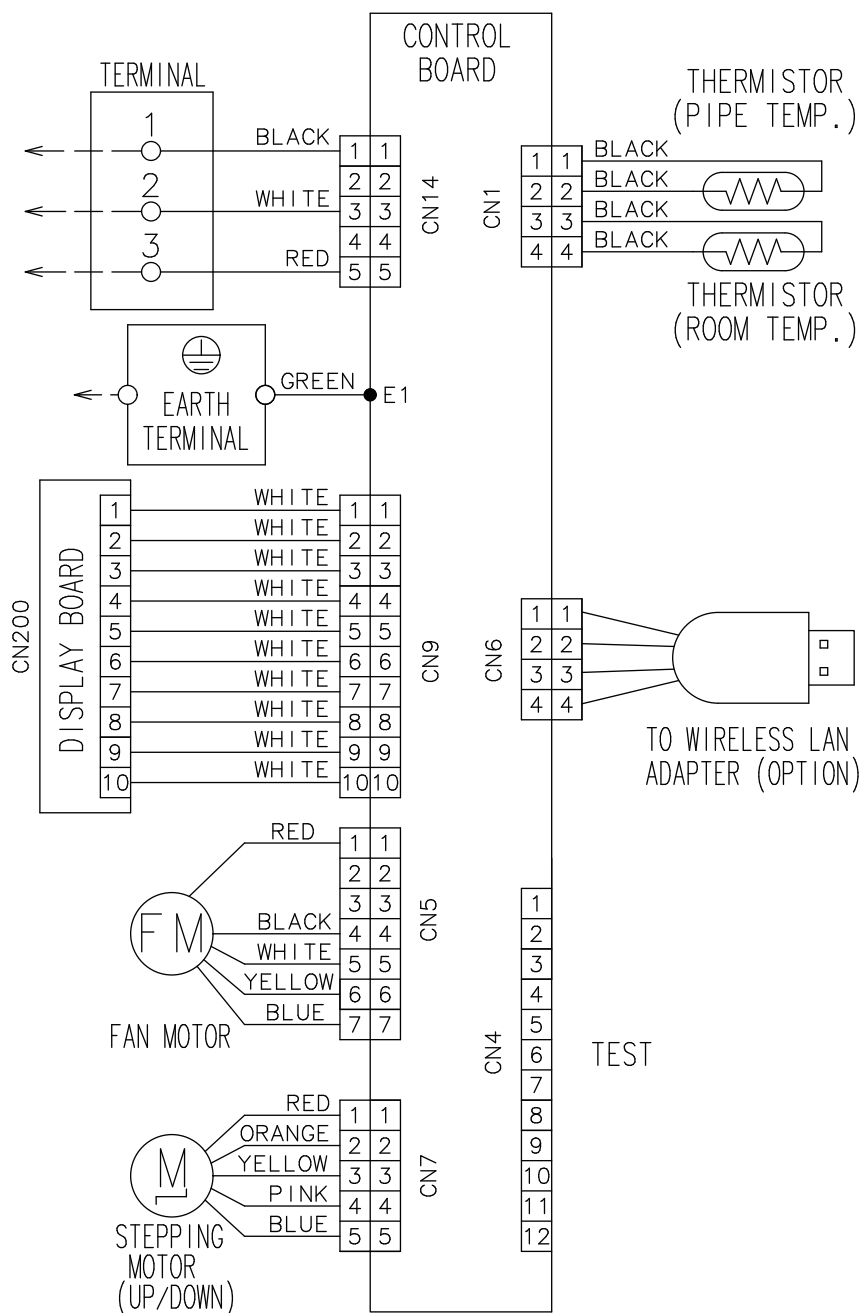 CONTROL
BOARD
TERMINAL
1
BLACK
1 1
2 2
2
WHITE
3 3
4 4
3
RED
5 5
CN14
THERMISTOR
(PIPE TEMP.)
CN1
1 1 BLACK
2 2 BLACK
3 3 BLACK
4 4 BLACK
THERMISTOR
(ROOM TEMP.)
GREEN
E1
EARTH
TERMINAL
CN200
DISPLAY BOARD
1 WHITE 1 1
2 WHITE 2 2
3 WHITE 3 3
4 WHITE 4 4
5 WHITE 5 5
6 WHITE 6 6
7 WHITE 7 7
8 WHITE 8 8
9 WHITE 9 9
10 WHITE 10 10
CN9
CN6
1 1
2 2
3 3
4 4
TO WIRELESS LAN
ADAPTER (OPTION)
RED 1 1
2 2
3 3
BLACK 4 4
WHITE 5 5
YELLOW 6 6
BLUE 7 7
CN5
FM
FAN MOTOR
CN4
1
2
3
4
5
6
7
8
9
10
11
12
TEST
RED 1 1
ORANGE 2 2
YELLOW 3 3
PINK 4 4
BLUE 5 5
CN7
M
STEPPING
MOTOR
(UP/DOWN)